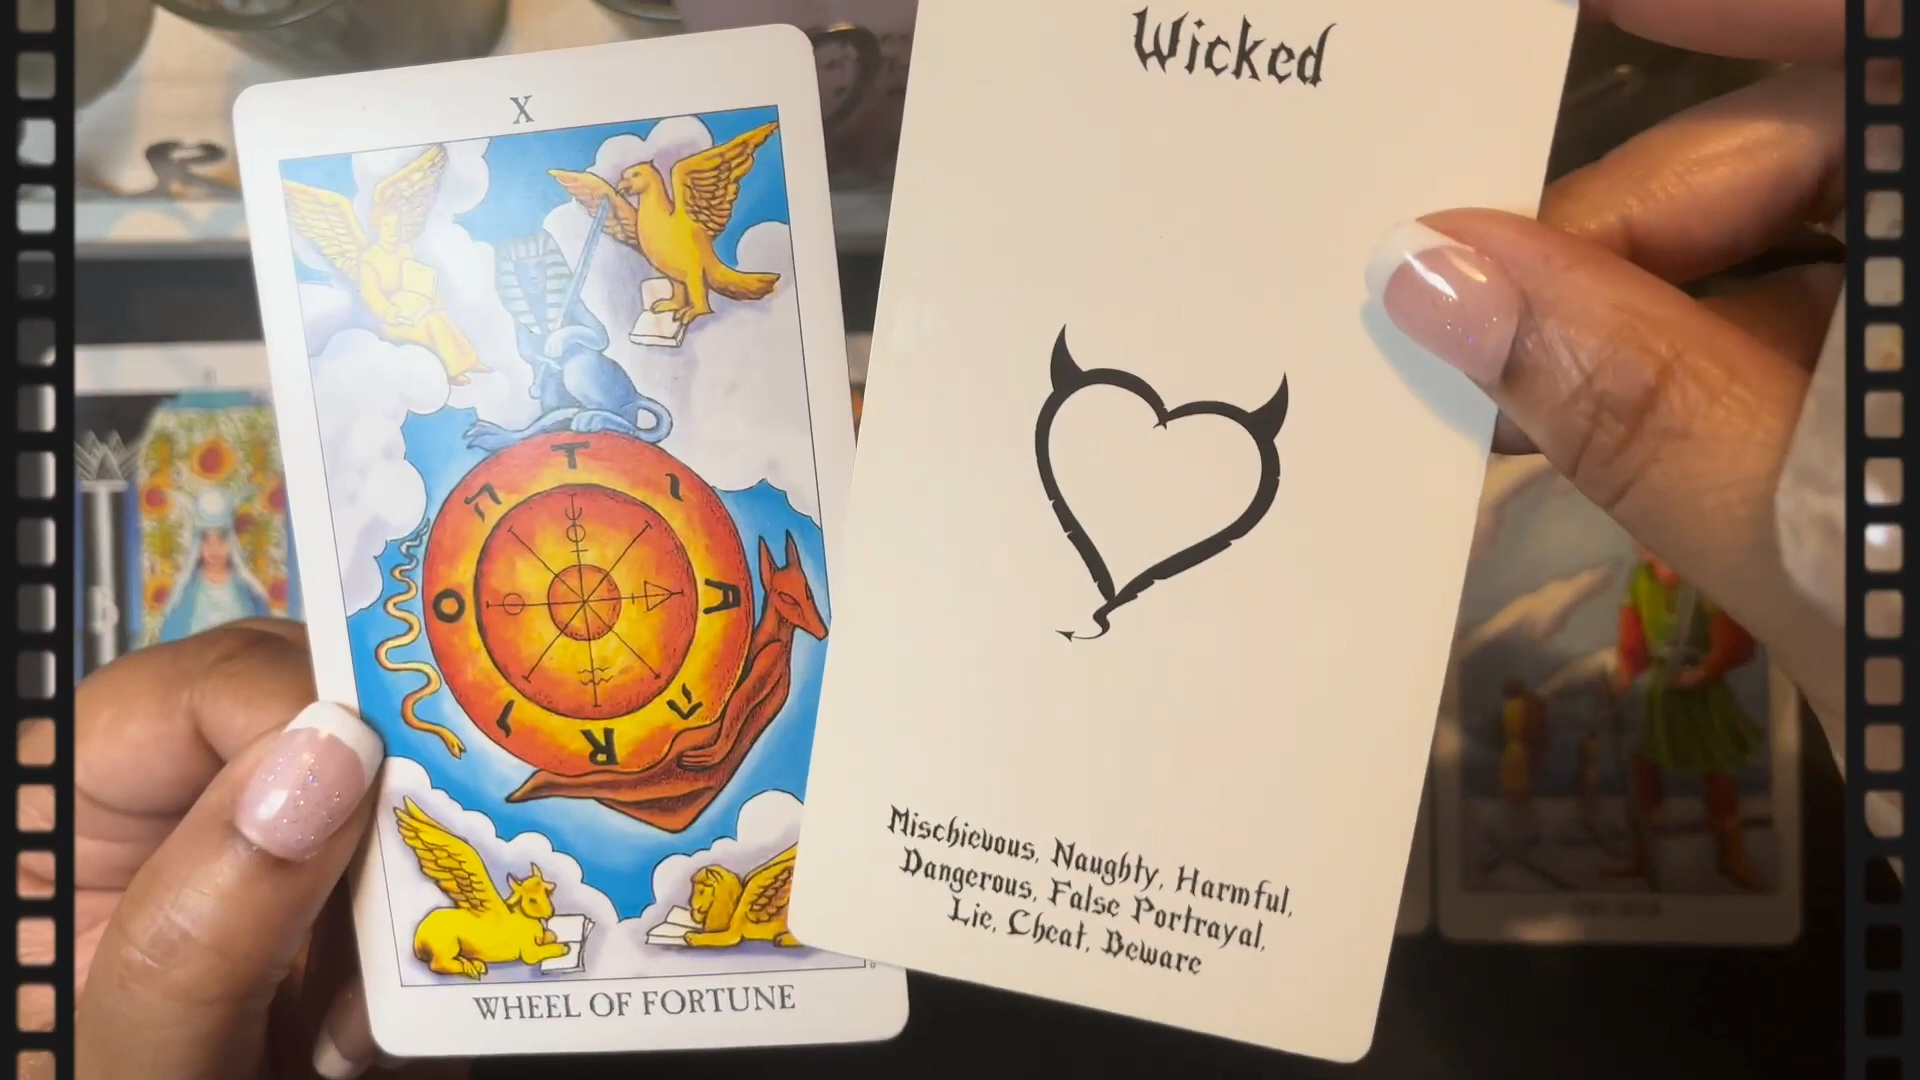 X
T
ה י
O A
ו ה
R
WHEEL OF FORTUNE
Wicked
Mischievous, Naughty, Harmful,
Dangerous, False Portrayal,
Lie, Cheat, Beware
B